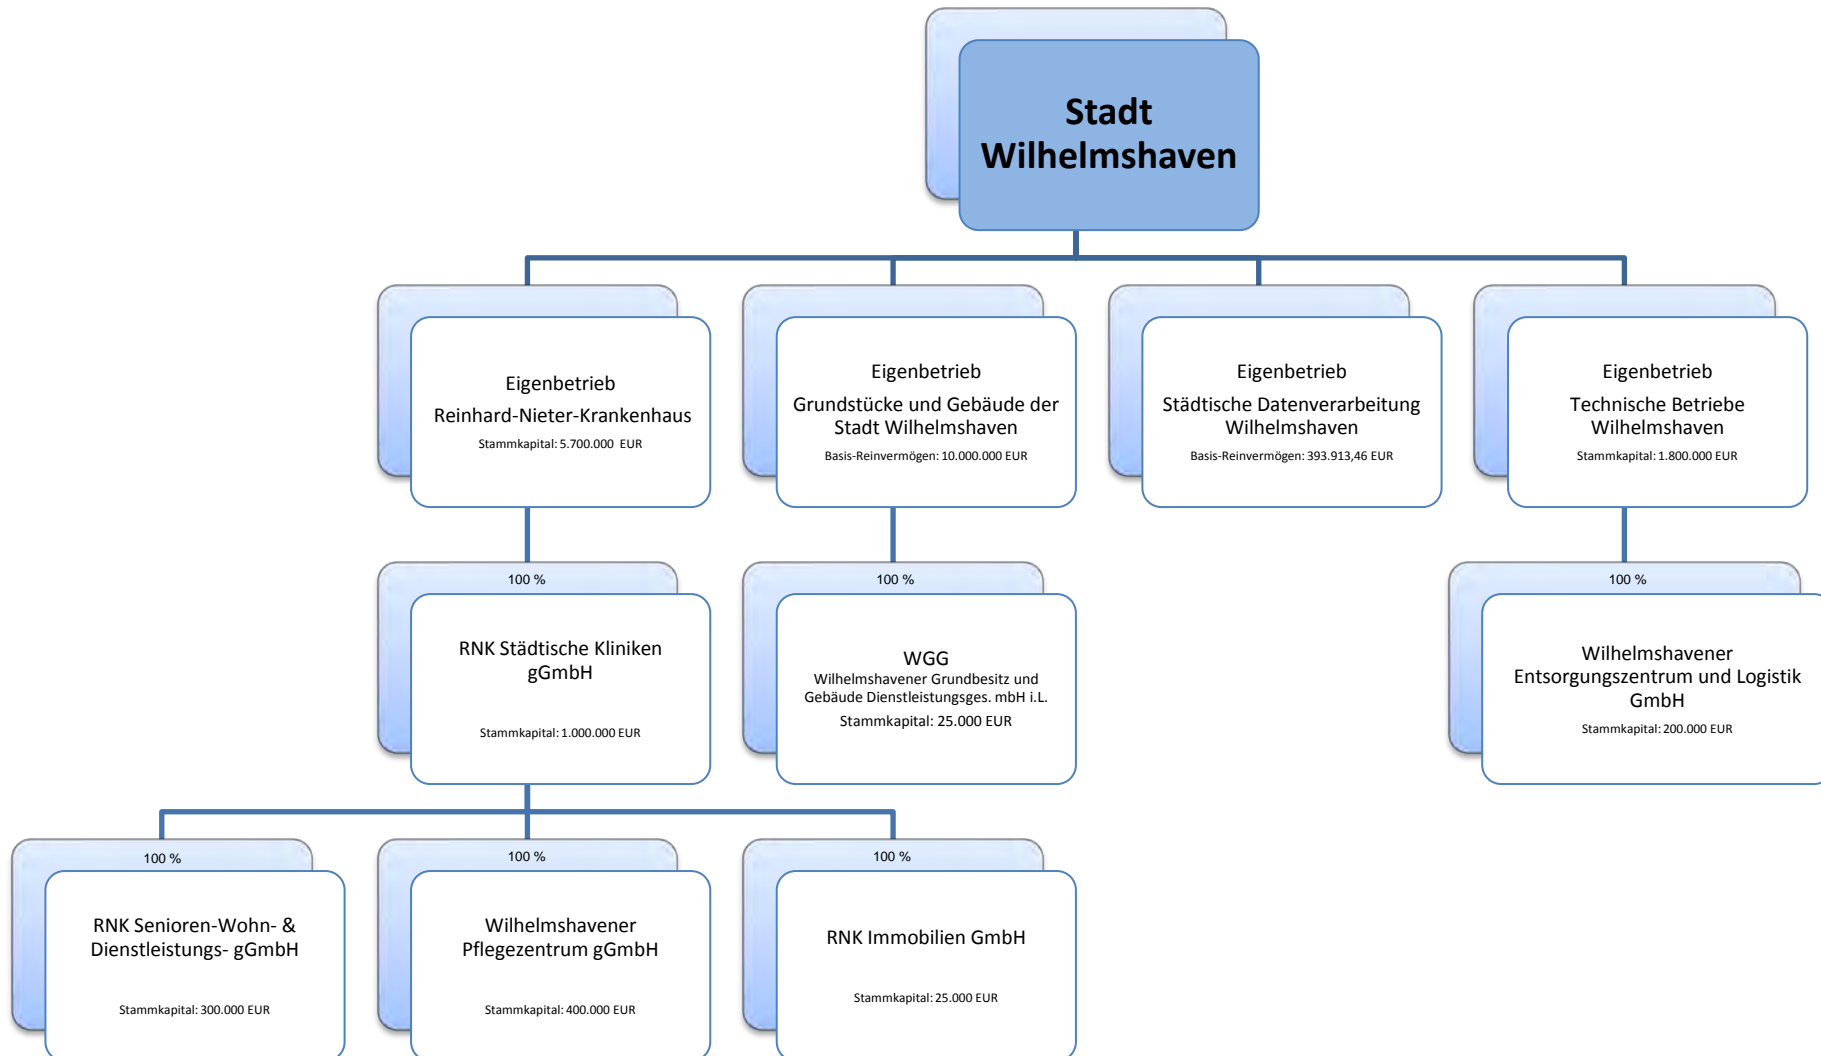 Stadt
Wilhelmshaven
Eigenbetrieb
Reinhard-Nieter-Krankenhaus
Stammkapital: 5.700.000 EUR
Eigenbetrieb
Grundstücke und Gebäude der
Stadt Wilhelmshaven
Basis-Reinvermögen: 10.000.000 EUR
Eigenbetrieb
Städtische Datenverarbeitung
Wilhelmshaven
Basis-Reinvermögen: 393.913,46 EUR
Eigenbetrieb
Technische Betriebe
Wilhelmshaven
Stammkapital: 1.800.000 EUR
100 %
RNK Städtische Kliniken
gGmbH
Stammkapital: 1.000.000 EUR
100 %
WGG
Wilhelmshavener Grundbesitz und
Gebäude Dienstleistungsges. mbH i.L.
Stammkapital: 25.000 EUR
100 %
Wilhelmshavener
Entsorgungszentrum und Logistik
GmbH
Stammkapital: 200.000 EUR
100 %
RNK Senioren-Wohn- &
Dienstleistungs- gGmbH
Stammkapital: 300.000 EUR
100 %
Wilhelmshavener
Pflegezentrum gGmbH
Stammkapital: 400.000 EUR
100 %
RNK Immobilien GmbH
Stammkapital: 25.000 EUR